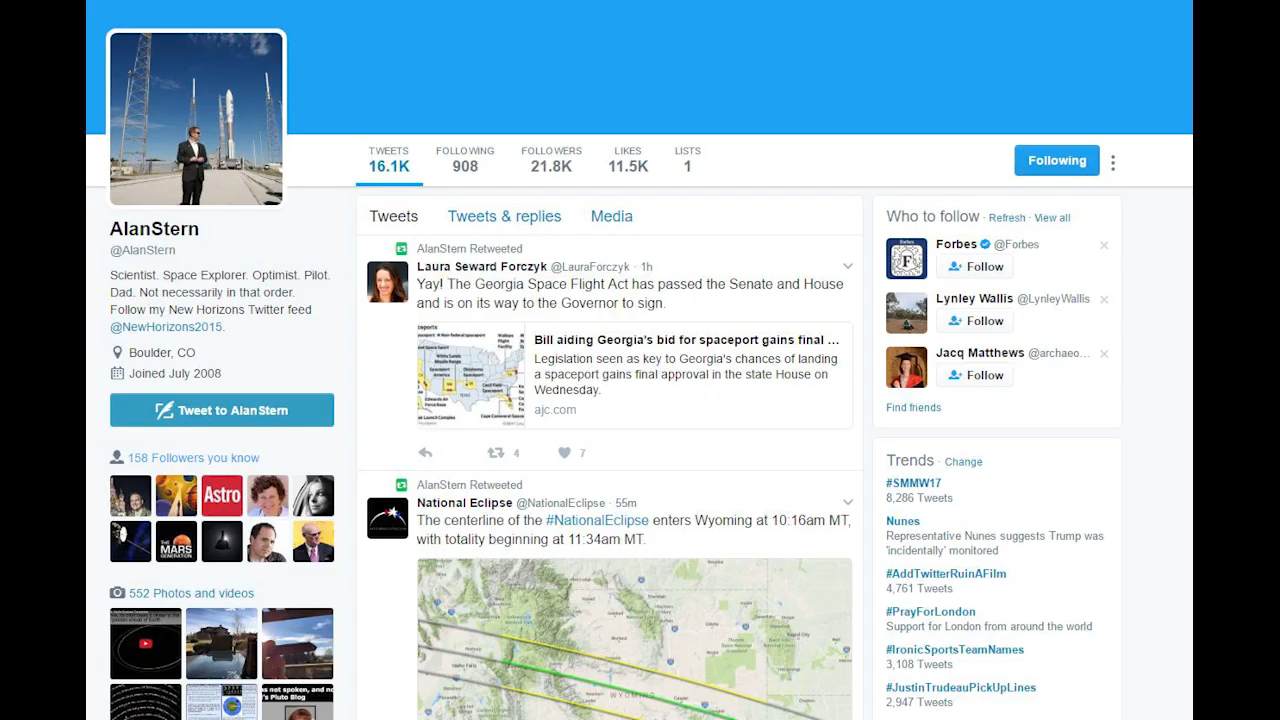 TWEETS
16.1K
FOLLOWING
908
FOLLOWERS
21.8K
LIKES
11.5K
LISTS
1
Following
AlanStern
@AlanStern
Scientist. Space Explorer. Optimist. Pilot.
Dad. Not necessarily in that order.
Follow my New Horizons Twitter feed
@NewHorizons2015.
Boulder, CO
Joined July 2008
Tweet to AlanStern
158 Followers you know
Astro
THE
MARS
GENERATION
552 Photos and videos
Tweets
Tweets & replies
Media
AlanStern Retweeted
Laura Seward Forczyk @LauraForczyk · 1h
Yay! The Georgia Space Flight Act has passed the Senate and House
and is on its way to the Governor to sign.
Bill aiding Georgia's bid for spaceport gains final ...
Legislation seen as key to Georgia's chances of landing
a spaceport gains final approval in the state House on
Wednesday.
ajc.com
4
7
AlanStern Retweeted
National Eclipse @NationalEclipse · 55m
The centerline of the #NationalEclipse enters Wyoming at 10:16am MT,
with totality beginning at 11:34am MT.
Who to follow · Refresh · View all
Forbes @Forbes
Follow
Lynley Wallis @LynleyWallis
Follow
Jacq Matthews @archaeo...
Follow
Find friends
Trends · Change
#SMMW17
8,286 Tweets
Nunes
Representative Nunes suggests Trump was
'incidentally' monitored
#AddTwitterRuinAFilm
4,761 Tweets
#PrayForLondon
Support for London from around the world
#IronicSportsTeamNames
3,108 Tweets
#JustinTrudeauPickUpLines
2,947 Tweets